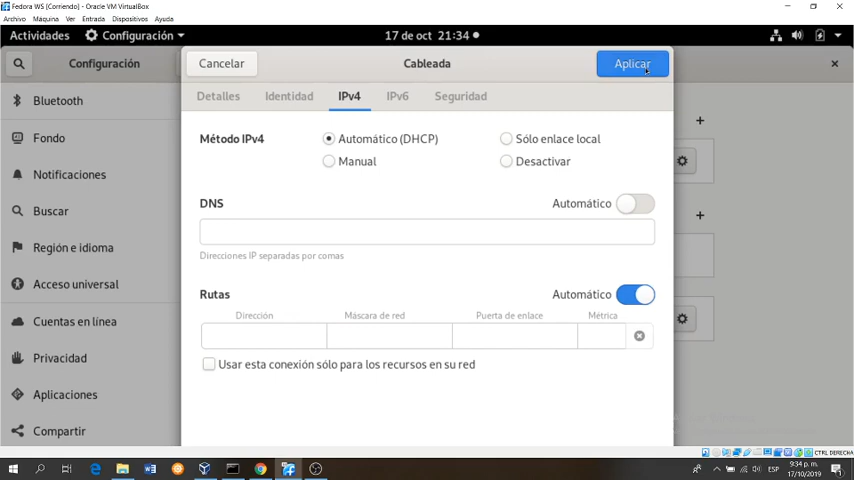 Fedora WS (Corriendo) - Oracle VM VirtualBox
Archivo Máquina Ver Entrada Dispositivos Ayuda
Actividades Configuración 17 de oct 21:34
Configuración Cancelar Cableada Aplicar
Detalles Identidad IPv4 IPv6 Seguridad
Bluetooth
Fondo
Notificaciones
Buscar
Región e idioma
Acceso universal
Cuentas en línea
Privacidad
Aplicaciones
Compartir
Método IPv4 Automático (DHCP) Sólo enlace local
Manual Desactivar
DNS Automático
Direcciones IP separadas por comas
Rutas Automático
Dirección Máscara de red Puerta de enlace Métrica
Usar esta conexión sólo para los recursos en su red
CTRL DERECHA
ESP 9:34 p. m.
17/10/2019